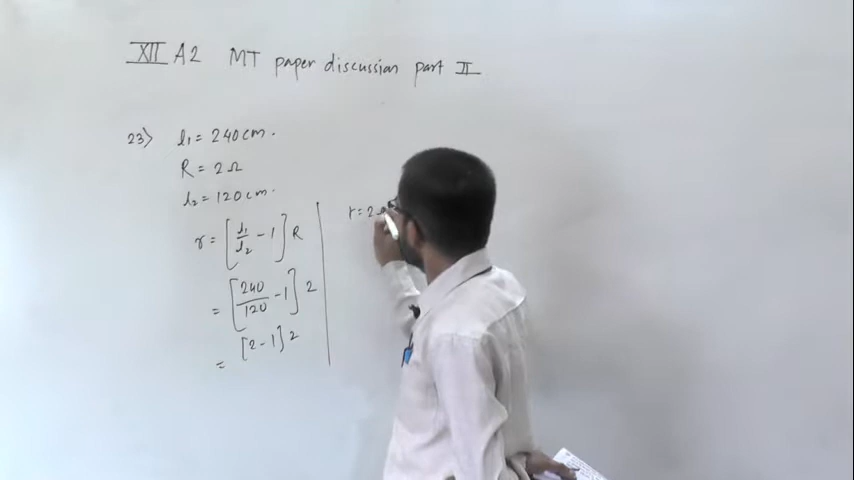 XII A2 MT paper discussion part II
23) l₁ = 240 cm.
R = 2 Ω
l₂ = 120 cm.
r = [l₁/l₂ - 1] R
= [240/120 - 1] 2
= [2 - 1] 2
r = 2 Ω